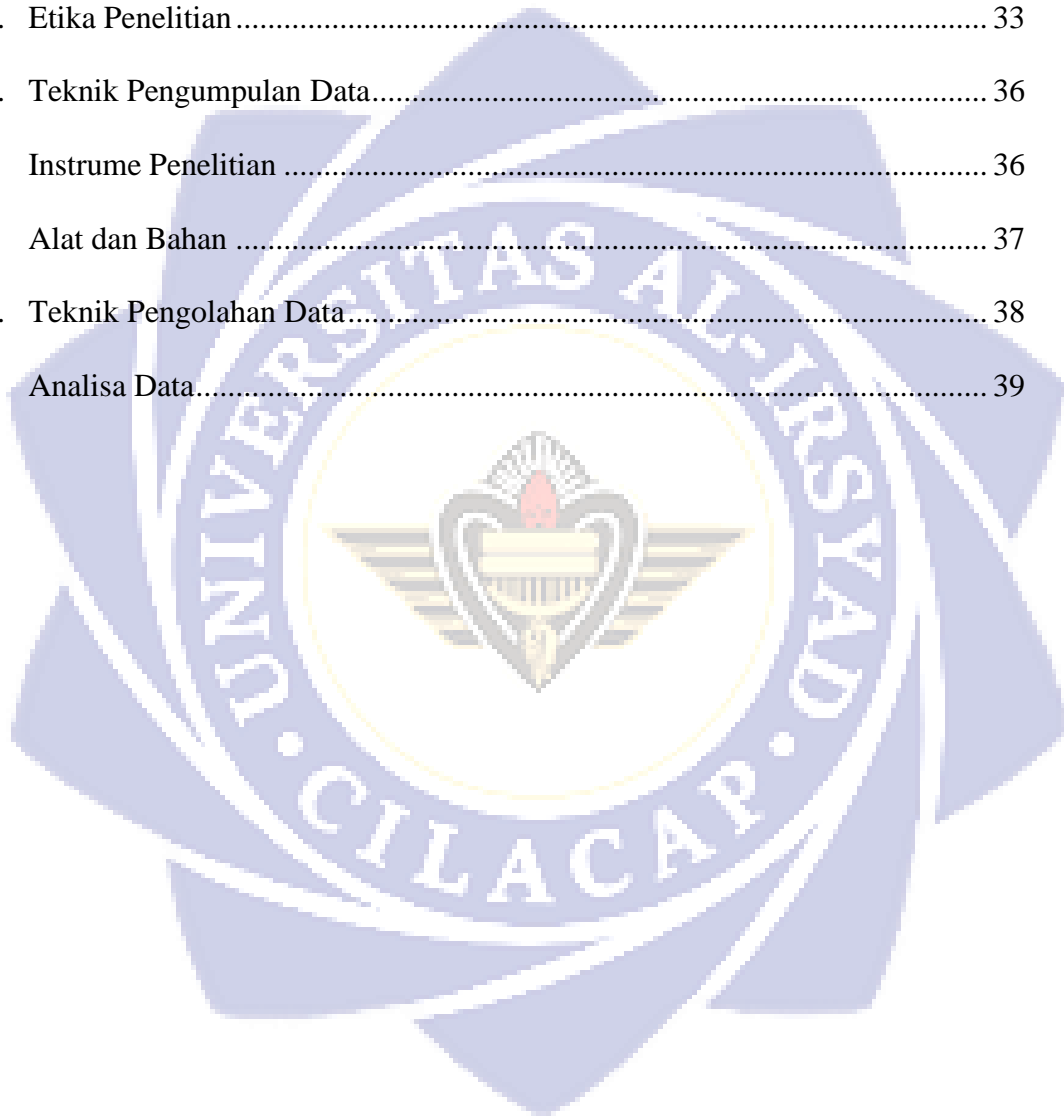 . Etika Penelitian ........................................................................................... 33
. Teknik Pengumpulan Data........................................................................... 36
Instrume Penelitian ...................................................................................... 36
Alat dan Bahan ............................................................................................ 37
. Teknik Pengolahan Data.............................................................................. 38
Analisa Data................................................................................................. 39
UNIVERSITAS AL-IRSYAD
• CILACAP •